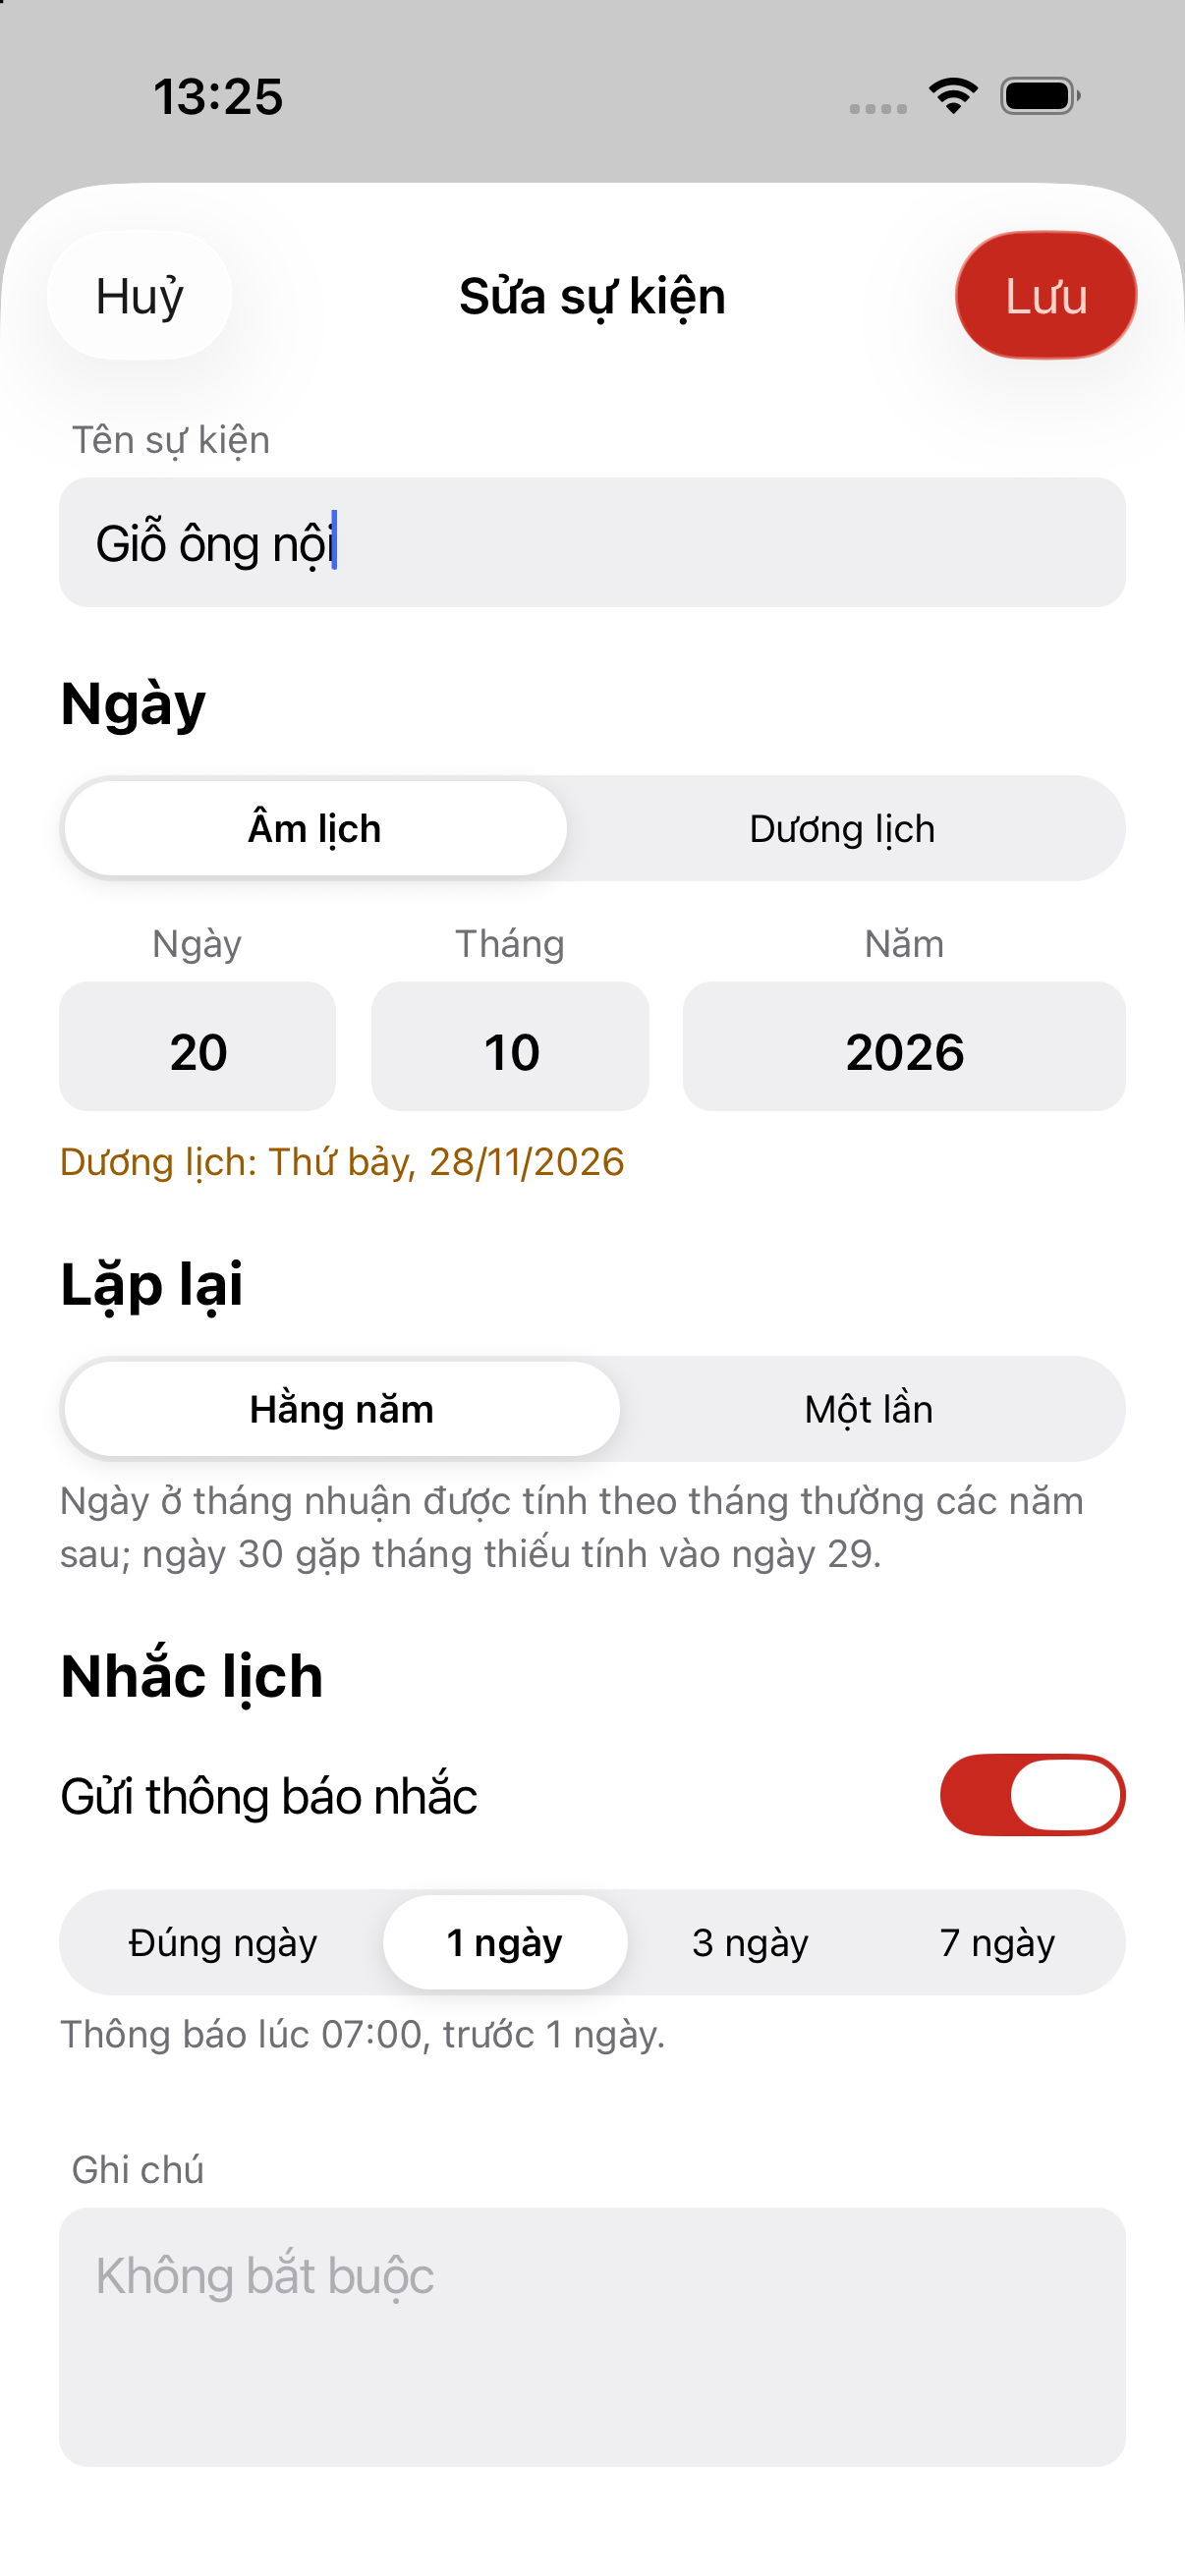 13:25
Huỷ
Sửa sự kiện
Lưu
Tên sự kiện
Giỗ ông nội
Ngày
Âm lịch
Dương lịch
Ngày
Tháng
Năm
20
10
2026
Dương lịch: Thứ bảy, 28/11/2026
Lặp lại
Hằng năm
Một lần
Ngày ở tháng nhuận được tính theo tháng thường các năm
sau; ngày 30 gặp tháng thiếu tính vào ngày 29.
Nhắc lịch
Gửi thông báo nhắc
Đúng ngày
1 ngày
3 ngày
7 ngày
Thông báo lúc 07:00, trước 1 ngày.
Ghi chú
Không bắt buộc